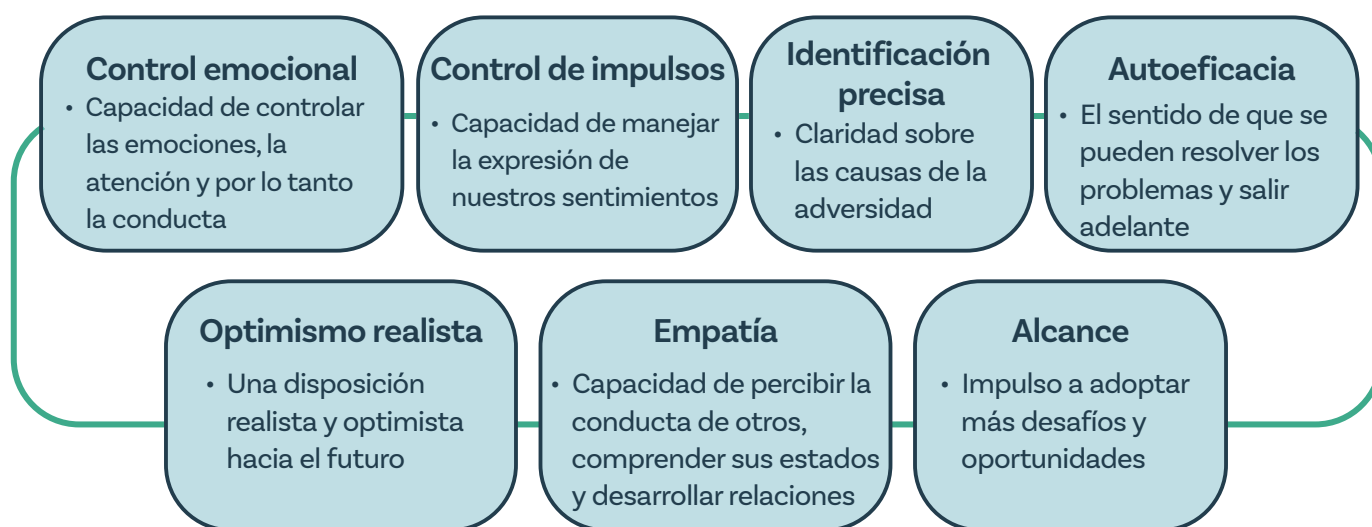 Control emocional
• Capacidad de controlar
las emociones, la
atención y por lo tanto
la conducta
Control de impulsos
• Capacidad de manejar
la expresión de
nuestros sentimientos
Identificación
precisa
• Claridad sobre
las causas de la
adversidad
Autoeficacia
• El sentido de que se
pueden resolver los
problemas y salir
adelante
Optimismo realista
• Una disposición
realista y optimista
hacia el futuro
Empatía
• Capacidad de percibir la
conducta de otros,
comprender sus estados
y desarrollar relaciones
Alcance
• Impulso a adoptar
más desafíos y
oportunidades